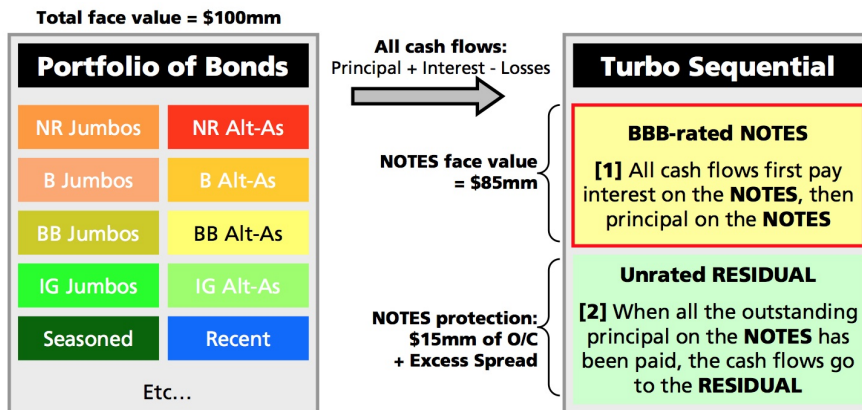 Total face value = $100mm
Portfolio of Bonds
NR Jumbos
NR Alt-As
B Jumbos
B Alt-As
BB Jumbos
BB Alt-As
IG Jumbos
IG Alt-As
Seasoned
Recent
Etc...
All cash flows:
Principal + Interest - Losses
NOTES face value
= $85mm
NOTES protection:
$15mm of O/C
+ Excess Spread
Turbo Sequential
BBB-rated NOTES
[1] All cash flows first pay
interest on the NOTES, then
principal on the NOTES
Unrated RESIDUAL
[2] When all the outstanding
principal on the NOTES has
been paid, the cash flows go
to the RESIDUAL